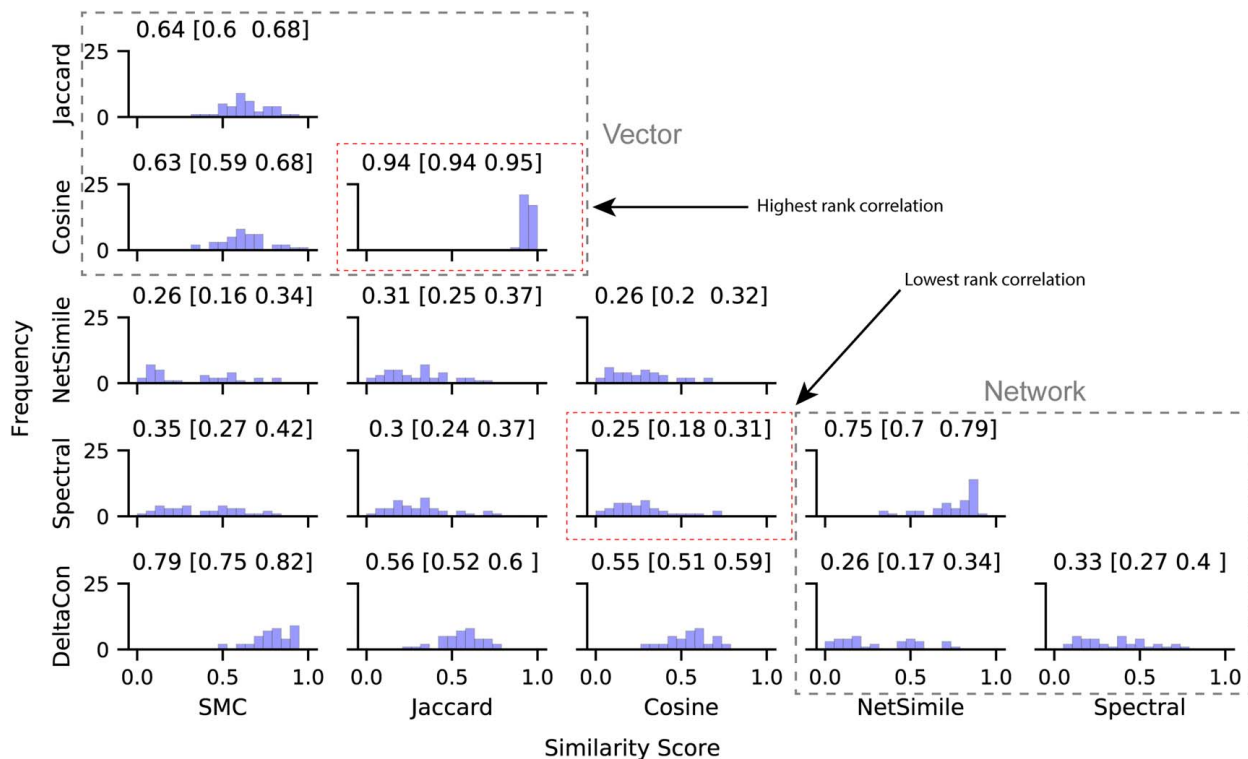 0.64 [0.6  0.68]
25
0
Jaccard
Vector
0.63 [0.59 0.68]
0.94 [0.94 0.95]
25
0
Cosine
Highest rank correlation
Lowest rank correlation
0.26 [0.16 0.34]
0.31 [0.25 0.37]
0.26 [0.2  0.32]
25
0
NetSimile
Frequency
Network
0.35 [0.27 0.42]
0.3 [0.24 0.37]
0.25 [0.18 0.31]
0.75 [0.7  0.79]
25
0
Spectral
0.79 [0.75 0.82]
0.56 [0.52 0.6 ]
0.55 [0.51 0.59]
0.26 [0.17 0.34]
0.33 [0.27 0.4 ]
25
0
DeltaCon
0.0 0.5 1.0
0.0 0.5 1.0
0.0 0.5 1.0
0.0 0.5 1.0
0.0 0.5 1.0
SMC
Jaccard
Cosine
NetSimile
Spectral
Similarity Score